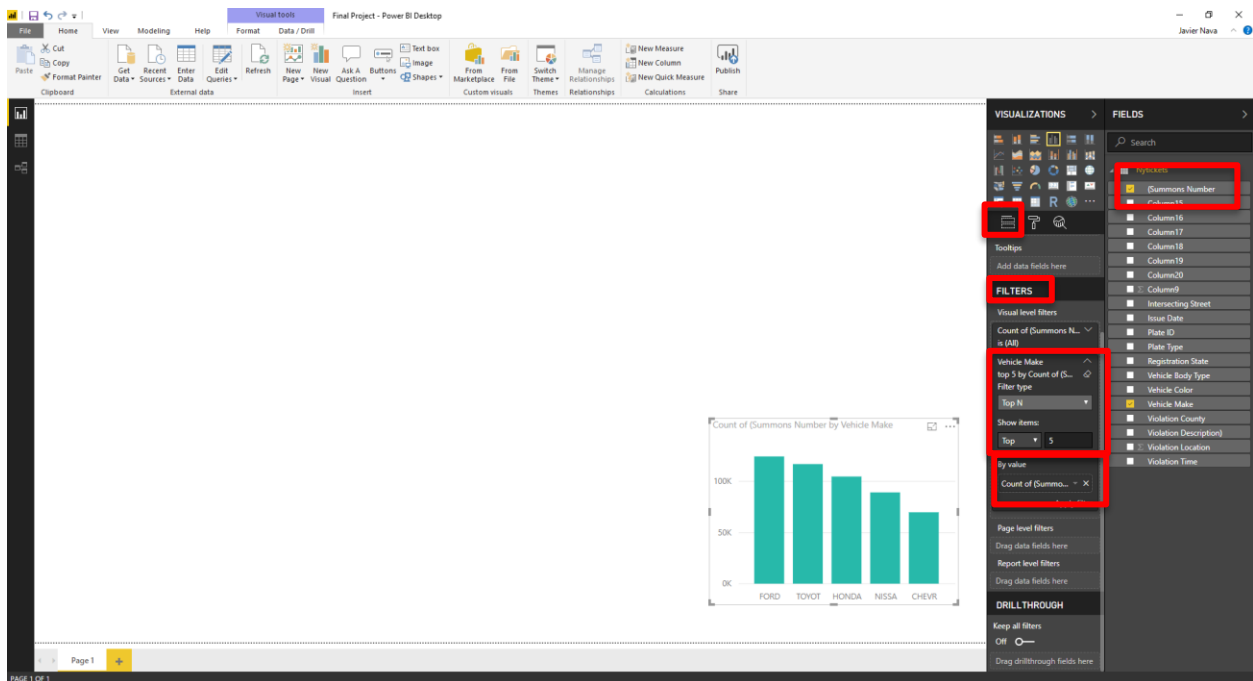 Visual tools
Final Project - Power BI Desktop
File
Home
View
Modeling
Help
Format
Data / Drill
Javier Nava
Paste
Cut
Copy
Format Painter
Clipboard
Get Data
Recent Sources
Enter Data
Edit Queries
External data
Refresh
New Page
New Visual
Ask A Question
Buttons
Text box
Image
Shapes
Insert
From Marketplace
From File
Custom visuals
Switch Theme
Themes
Manage Relationships
Relationships
New Measure
New Column
New Quick Measure
Calculations
Publish
Share
Count of (Summons Number by Vehicle Make
100K
50K
0K
FORD TOYOT HONDA NISSA CHEVR
VISUALIZATIONS
R
Tooltips
Add data fields here
FILTERS
Visual level filters
Count of (Summons N...
is (All)
Vehicle Make
top 5 by Count of (S...
Filter type
Top N
Show items:
Top 5
By value
Count of (Summo...
Page level filters
Drag data fields here
Report level filters
Drag data fields here
DRILLTHROUGH
Keep all filters
Off
Drag drillthrough fields here
FIELDS
Search
Nytickets
(Summons Number
Column15
Column16
Column17
Column18
Column19
Column20
Σ Column9
Intersecting Street
Issue Date
Plate ID
Plate Type
Registration State
Vehicle Body Type
Vehicle Color
Vehicle Make
Violation County
Violation Description)
Σ Violation Location
Violation Time
Page 1
PAGE 1 OF 1